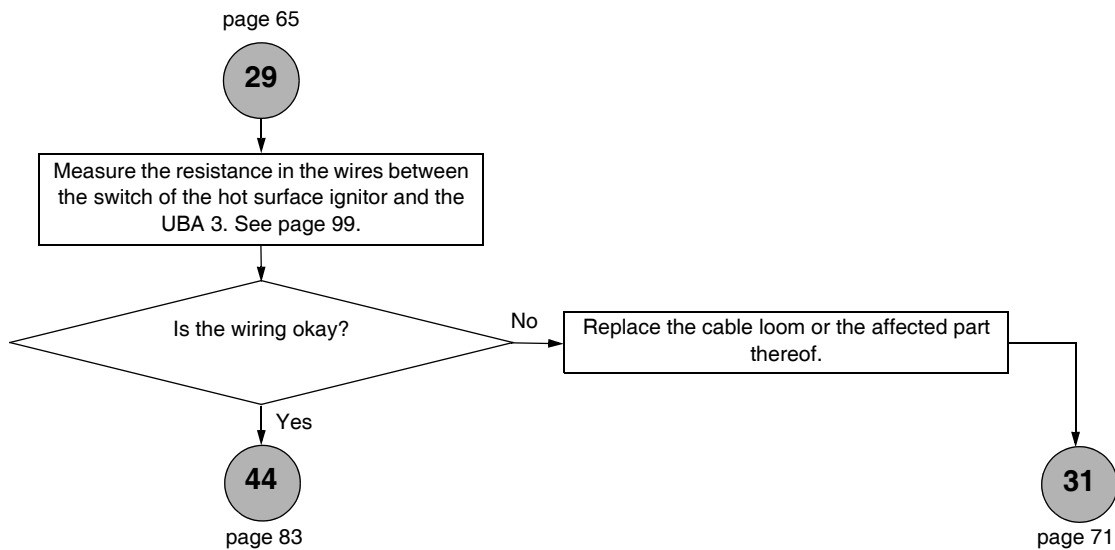 page 65
29
Measure the resistance in the wires between
the switch of the hot surface ignitor and the
UBA 3. See page 99.
Is the wiring okay?
No
Replace the cable loom or the affected part
thereof.
Yes
44
page 83
31
page 71